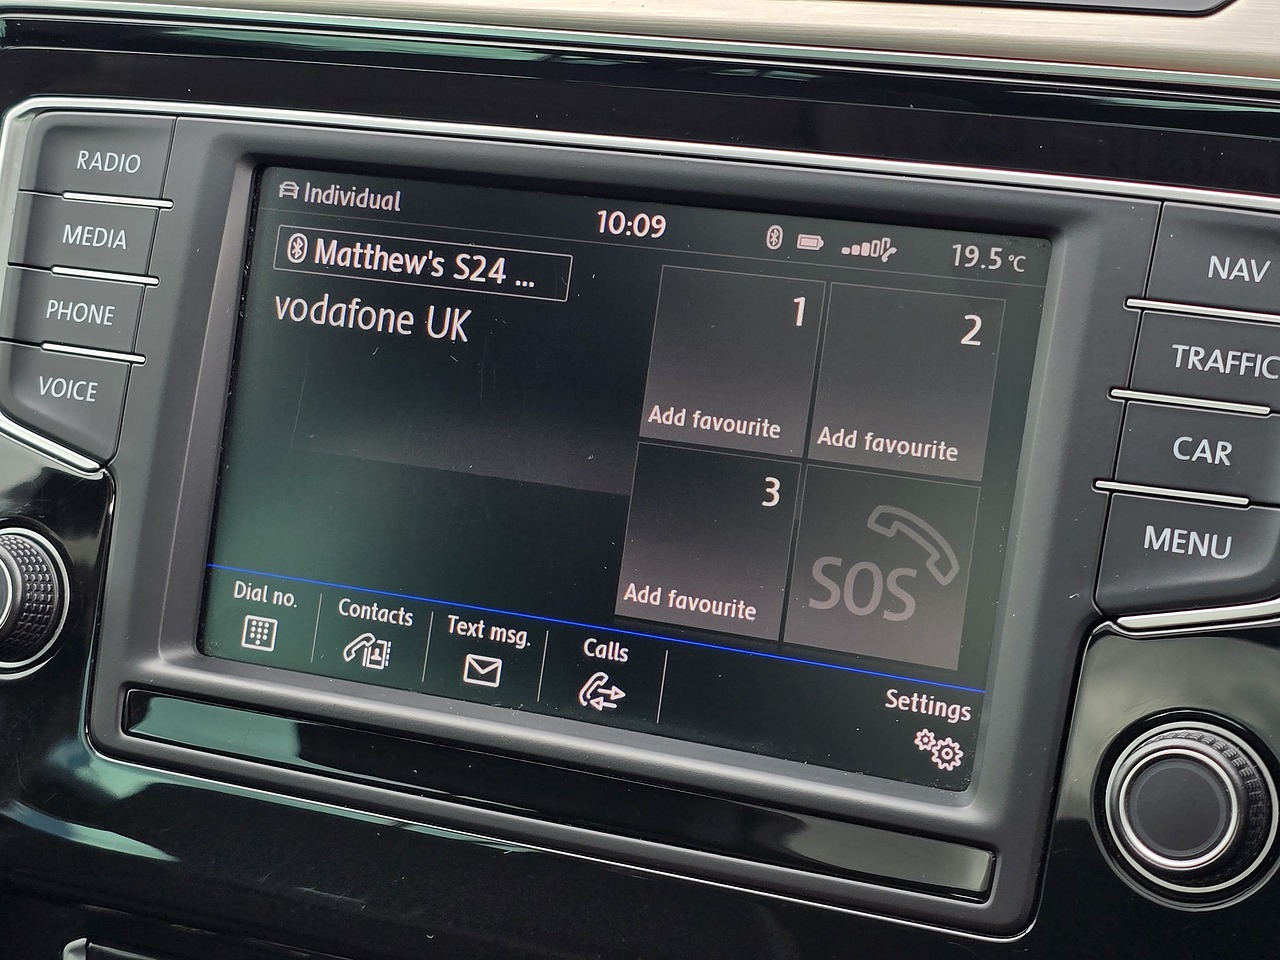 RADIO
MEDIA
PHONE
VOICE
Individual
10:09
19.5 °C
Matthew's S24 ...
vodafone UK
1
Add favourite
2
Add favourite
3
Add favourite
SOS
Dial no.
Contacts
Text msg.
Calls
Settings
NAV
TRAFFIC
CAR
MENU